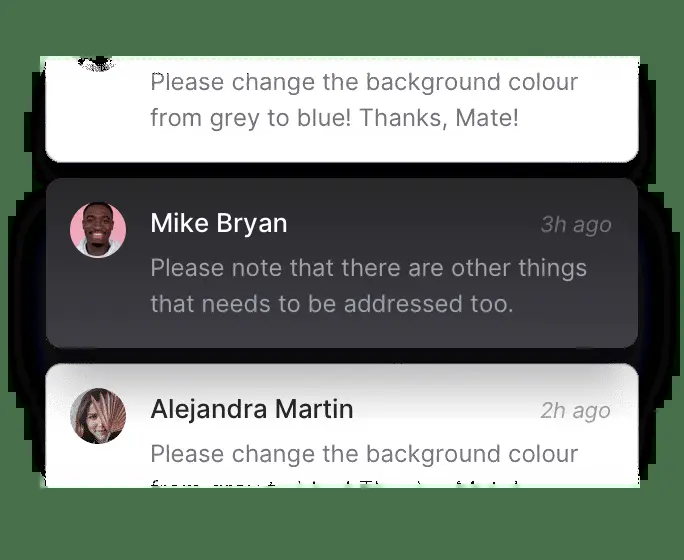 Please change the background colour
from grey to blue! Thanks, Mate!
Mike Bryan
3h ago
Please note that there are other things
that needs to be addressed too.
Alejandra Martin
2h ago
Please change the background colour